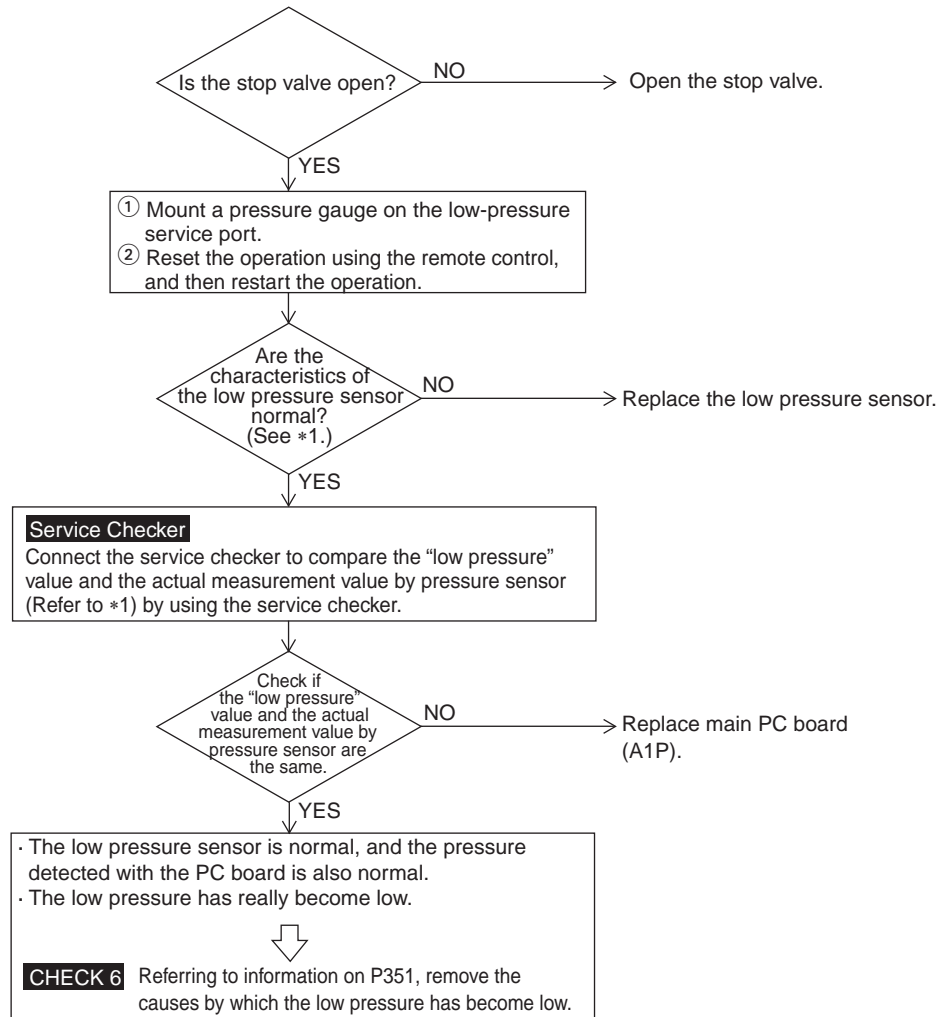 Is the stop valve open?
NO
Open the stop valve.
YES
① Mount a pressure gauge on the low-pressure
service port.
② Reset the operation using the remote control,
and then restart the operation.
Are the
characteristics of
the low pressure sensor
normal?
(See *1.)
NO
Replace the low pressure sensor.
YES
Service Checker
Connect the service checker to compare the “low pressure”
value and the actual measurement value by pressure sensor
(Refer to *1) by using the service checker.
Check if
the “low pressure”
value and the actual
measurement value by
pressure sensor are
the same.
NO
Replace main PC board
(A1P).
YES
· The low pressure sensor is normal, and the pressure
detected with the PC board is also normal.
· The low pressure has really become low.
CHECK 6 Referring to information on P351, remove the
causes by which the low pressure has become low.